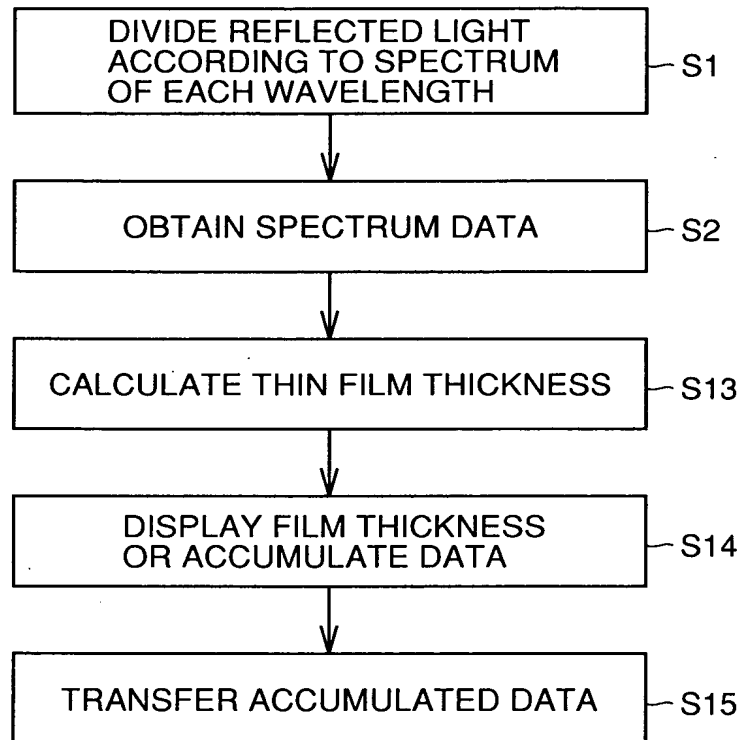 DIVIDE REFLECTED LIGHT
ACCORDING TO SPECTRUM
OF EACH WAVELENGTH
S1
OBTAIN SPECTRUM DATA
S2
CALCULATE THIN FILM THICKNESS
S13
DISPLAY FILM THICKNESS
OR ACCUMULATE DATA
S14
TRANSFER ACCUMULATED DATA
S15